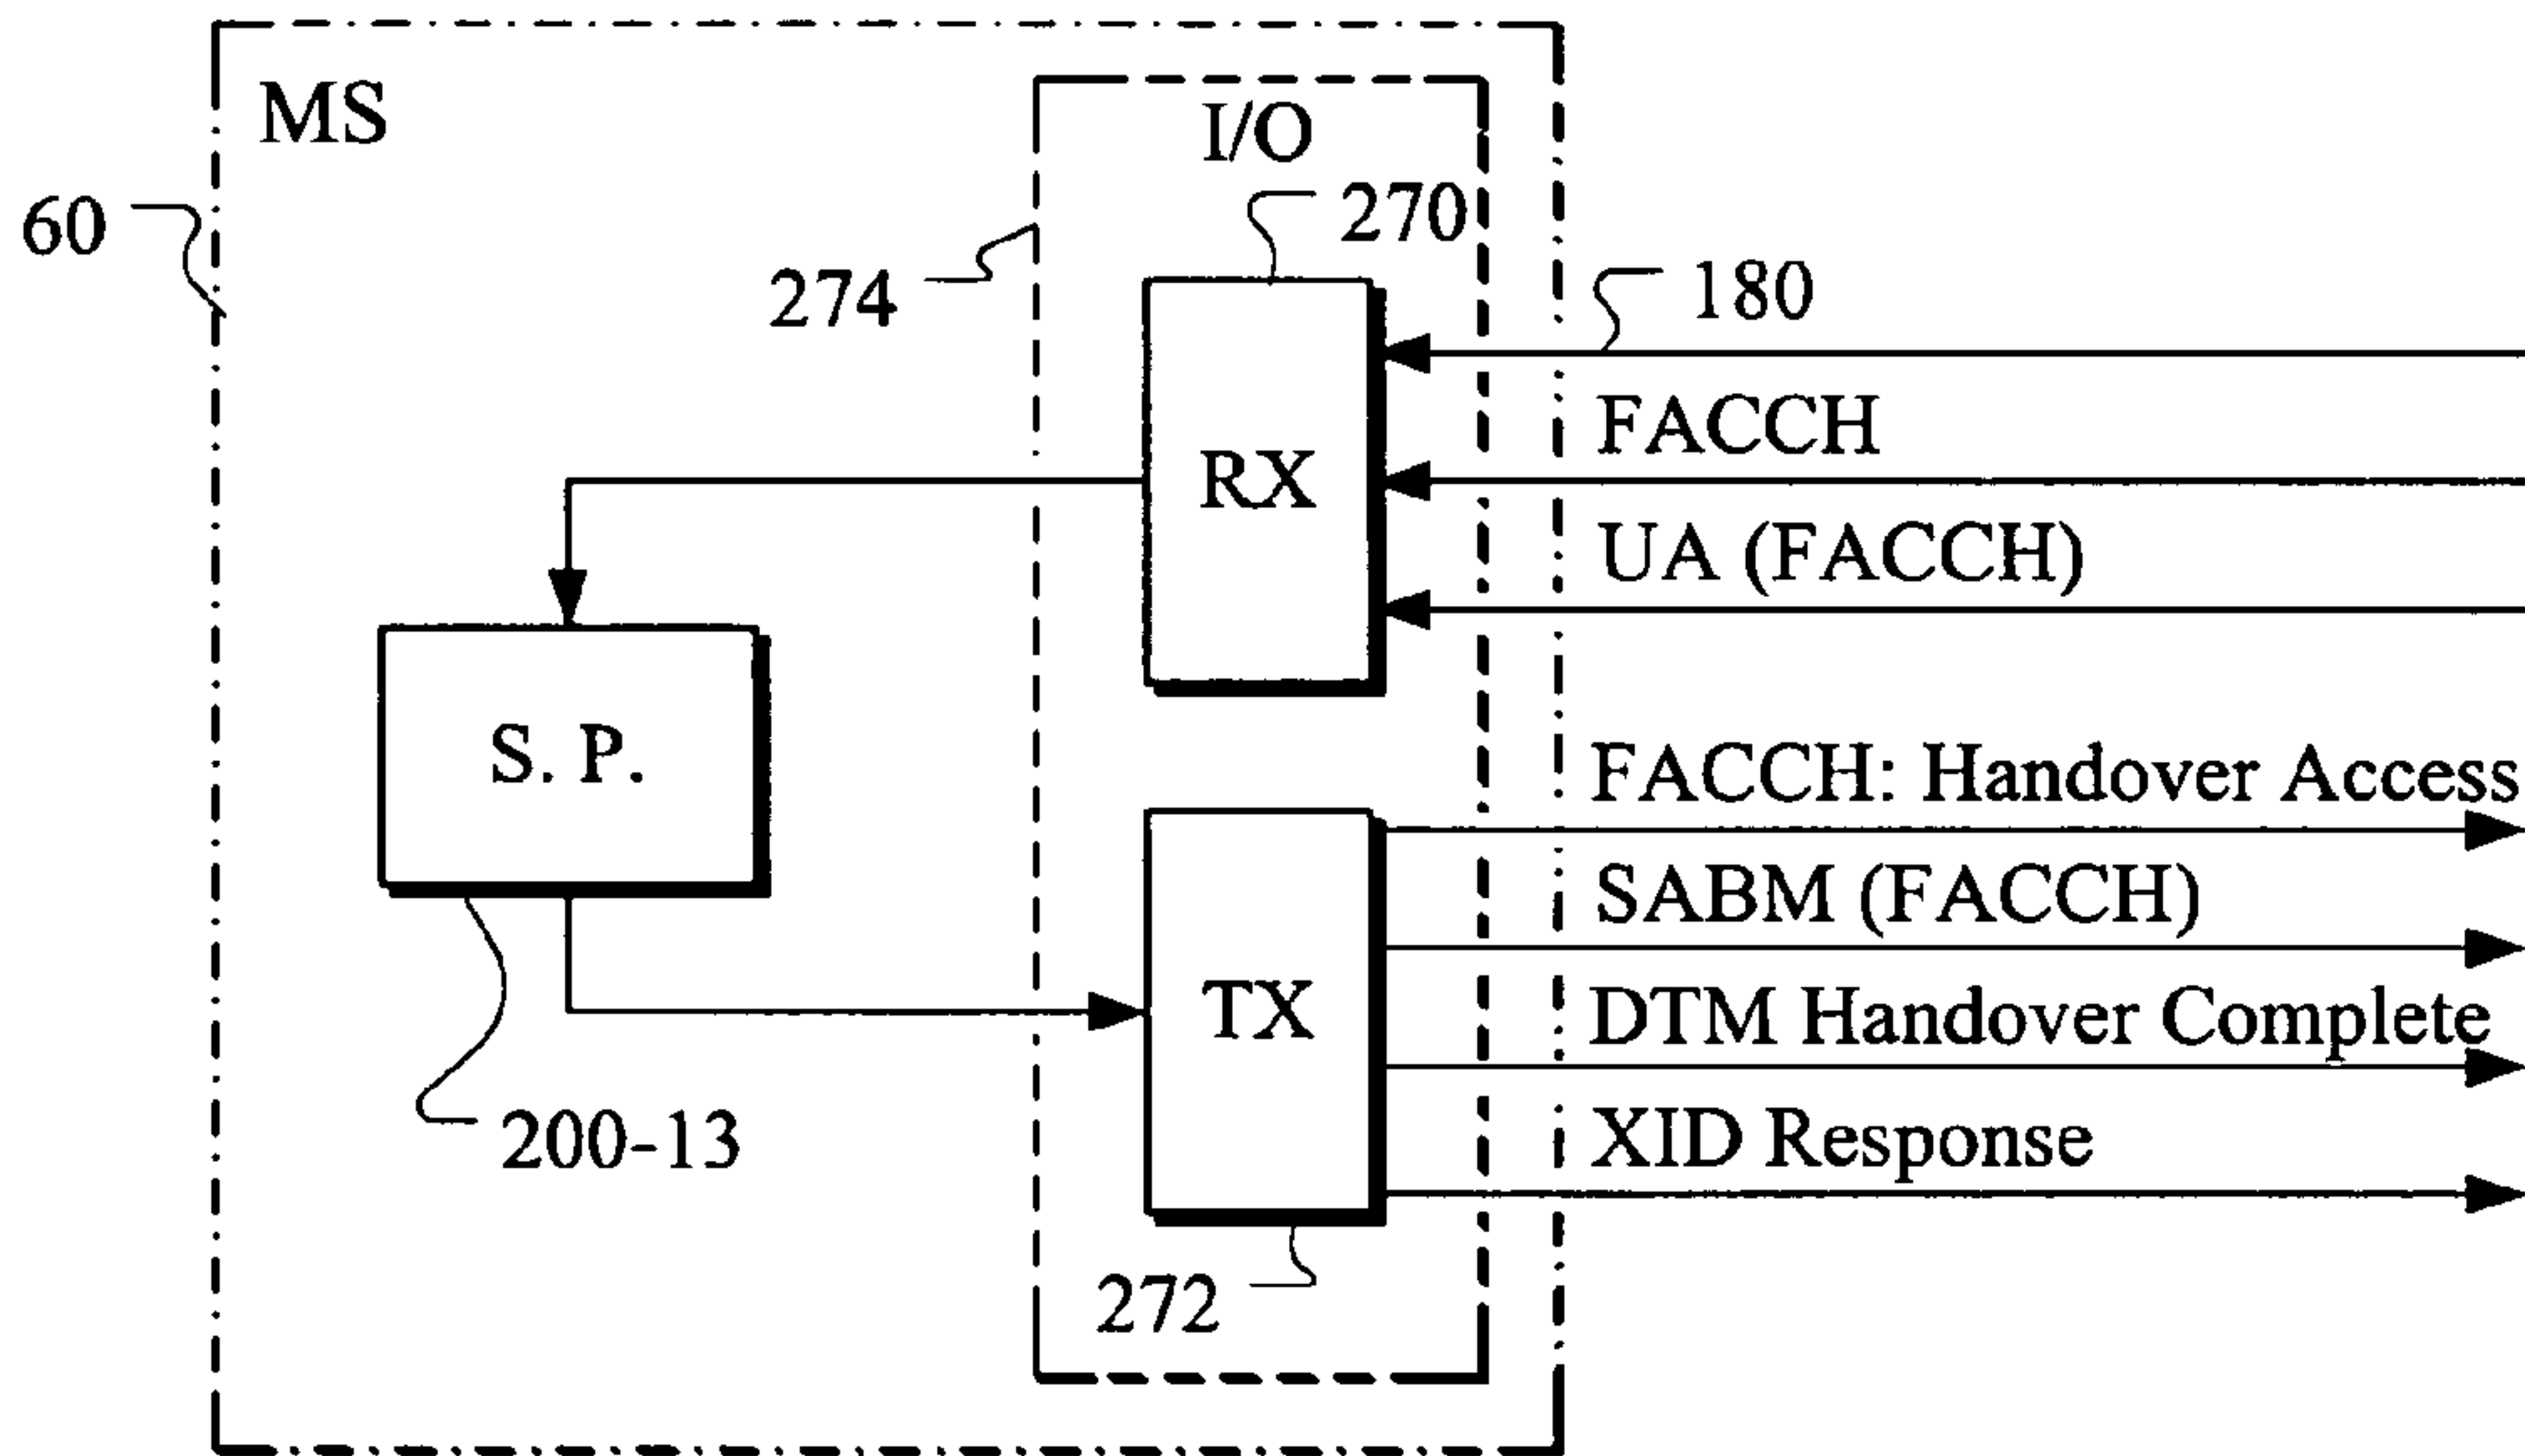 MS
I/O
60
270
274
180
FACCH
RX
UA (FACCH)
S. P.
FACCH: Handover Access
SABM (FACCH)
TX
DTM Handover Complete
200-13
XID Response
272